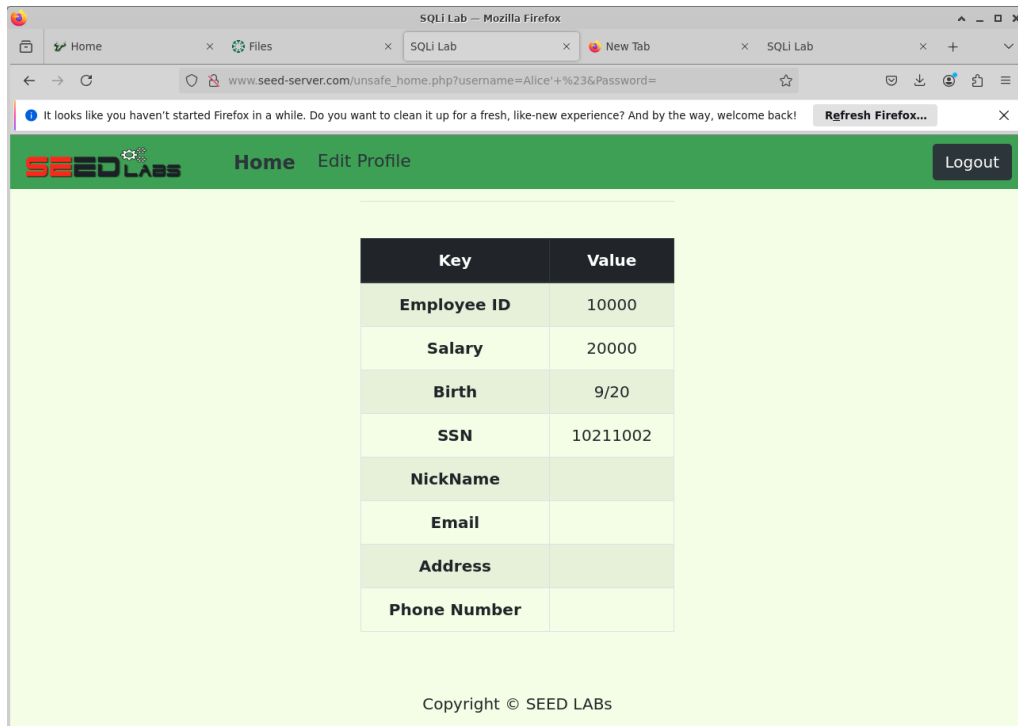 SQLi Lab — Mozilla Firefox
Home Files SQLi Lab New Tab SQLi Lab
www.seed-server.com/unsafe_home.php?username=Alice'+%23&Password=
It looks like you haven't started Firefox in a while. Do you want to clean it up for a fresh, like-new experience? And by the way, welcome back! Refresh Firefox...
SEEDLABS Home Edit Profile Logout
Key Value
Employee ID 10000
Salary 20000
Birth 9/20
SSN 10211002
NickName
Email
Address
Phone Number
Copyright © SEED LABs